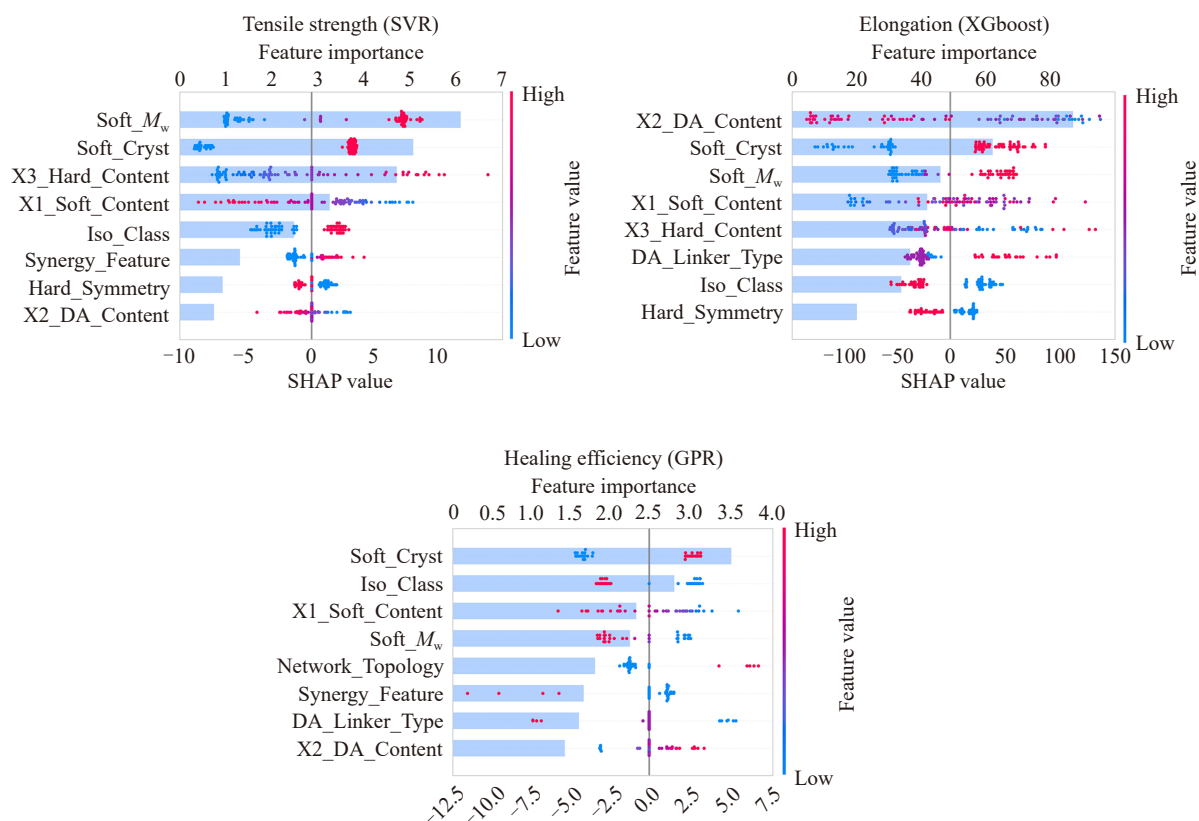 Tensile strength (SVR)
Feature importance
0 1 2 3 4 5 6 7
High
Soft_Mw
Soft_Cryst
X3_Hard_Content
X1_Soft_Content
Iso_Class
Synergy_Feature
Hard_Symmetry
X2_DA_Content
Feature value
Low
−10 −5 0 5 10
SHAP value
Elongation (XGboost)
Feature importance
0 20 40 60 80
High
X2_DA_Content
Soft_Cryst
Soft_Mw
X1_Soft_Content
X3_Hard_Content
DA_Linker_Type
Iso_Class
Hard_Symmetry
Feature value
Low
−100 −50 0 50 100 150
SHAP value
Healing efficiency (GPR)
Feature importance
0 0.5 1.0 1.5 2.0 2.5 3.0 3.5 4.0
High
Soft_Cryst
Iso_Class
X1_Soft_Content
Soft_Mw
Network_Topology
Synergy_Feature
DA_Linker_Type
X2_DA_Content
Feature value
Low
−12.5 −10.0 −7.5 −5.0 −2.5 0.0 2.5 5.0 7.5